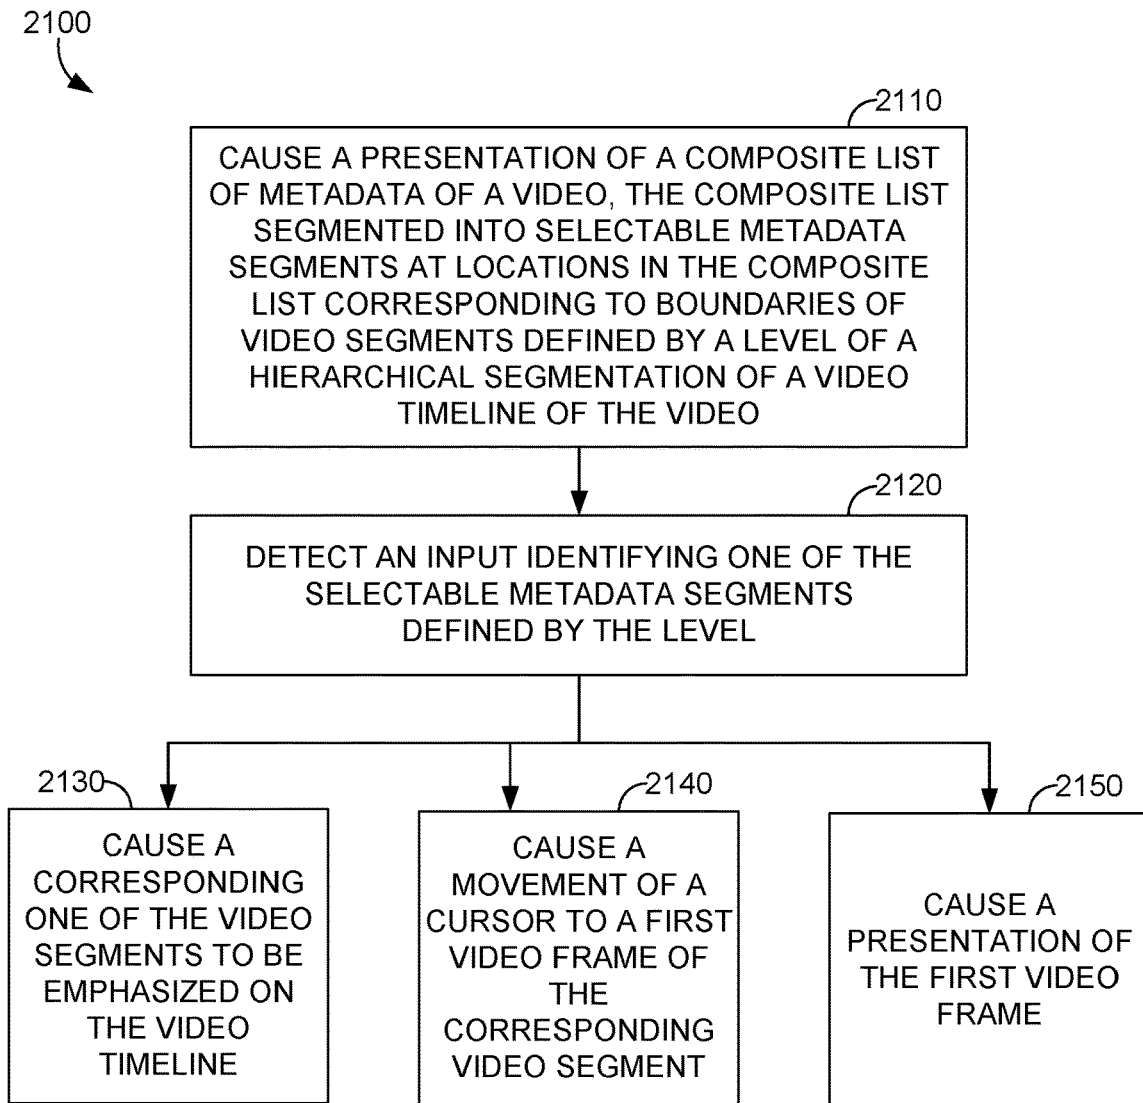 2100
2110
CAUSE A PRESENTATION OF A COMPOSITE LIST
OF METADATA OF A VIDEO, THE COMPOSITE LIST
SEGMENTED INTO SELECTABLE METADATA
SEGMENTS AT LOCATIONS IN THE COMPOSITE
LIST CORRESPONDING TO BOUNDARIES OF
VIDEO SEGMENTS DEFINED BY A LEVEL OF A
HIERARCHICAL SEGMENTATION OF A VIDEO
TIMELINE OF THE VIDEO
2120
DETECT AN INPUT IDENTIFYING ONE OF THE
SELECTABLE METADATA SEGMENTS
DEFINED BY THE LEVEL
2130
CAUSE A
CORRESPONDING
ONE OF THE VIDEO
SEGMENTS TO BE
EMPHASIZED ON
THE VIDEO
TIMELINE
2140
CAUSE A
MOVEMENT OF A
CURSOR TO A FIRST
VIDEO FRAME OF
THE
CORRESPONDING
VIDEO SEGMENT
2150
CAUSE A
PRESENTATION OF
THE FIRST VIDEO
FRAME